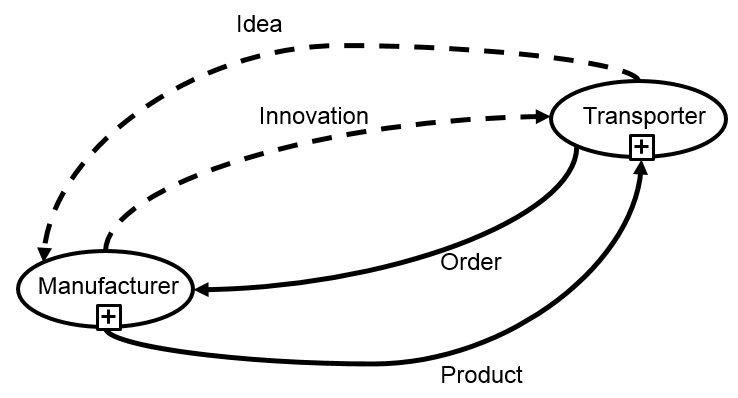 Idea
Innovation
Transporter
+
Order
Manufacturer
+
Product